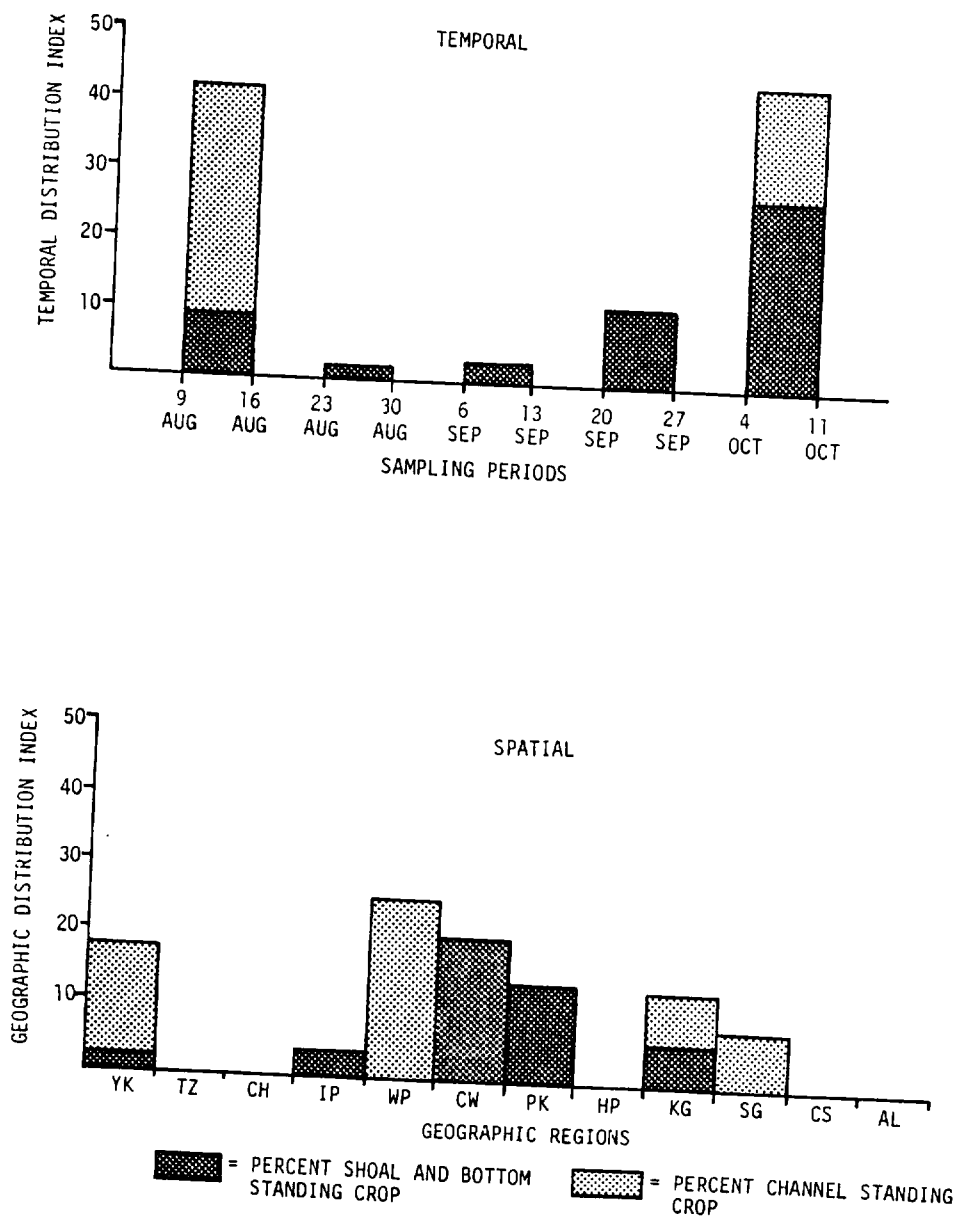 TEMPORAL
TEMPORAL DISTRIBUTION INDEX
50
40
30
20
10
9 16 23 30 6 13 20 27 4 11
AUG AUG AUG AUG SEP SEP SEP SEP OCT OCT
SAMPLING PERIODS
SPATIAL
GEOGRAPHIC DISTRIBUTION INDEX
50
40
30
20
10
YK TZ CH IP WP CW PK HP KG SG CS AL
GEOGRAPHIC REGIONS
= PERCENT SHOAL AND BOTTOM
STANDING CROP
= PERCENT CHANNEL STANDING
CROP